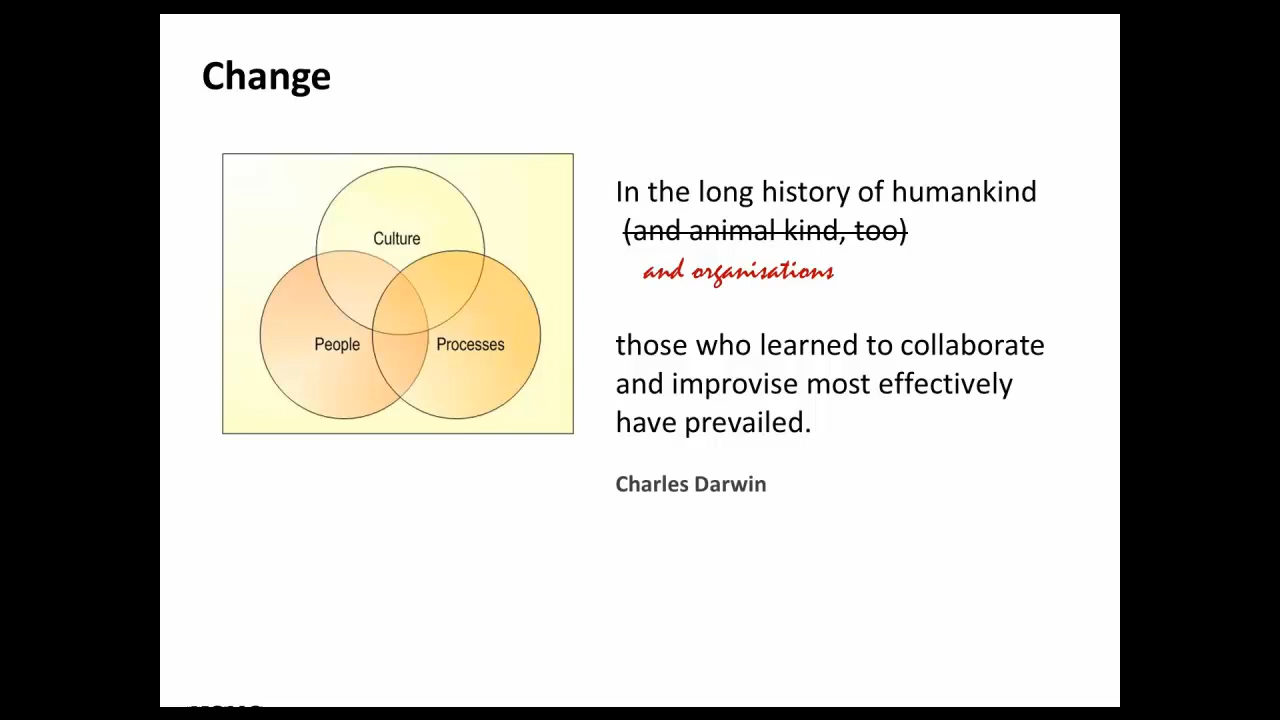 Change
Culture
People
Processes
In the long history of humankind
(and animal kind, too)
and organisations
those who learned to collaborate
and improvise most effectively
have prevailed.
Charles Darwin